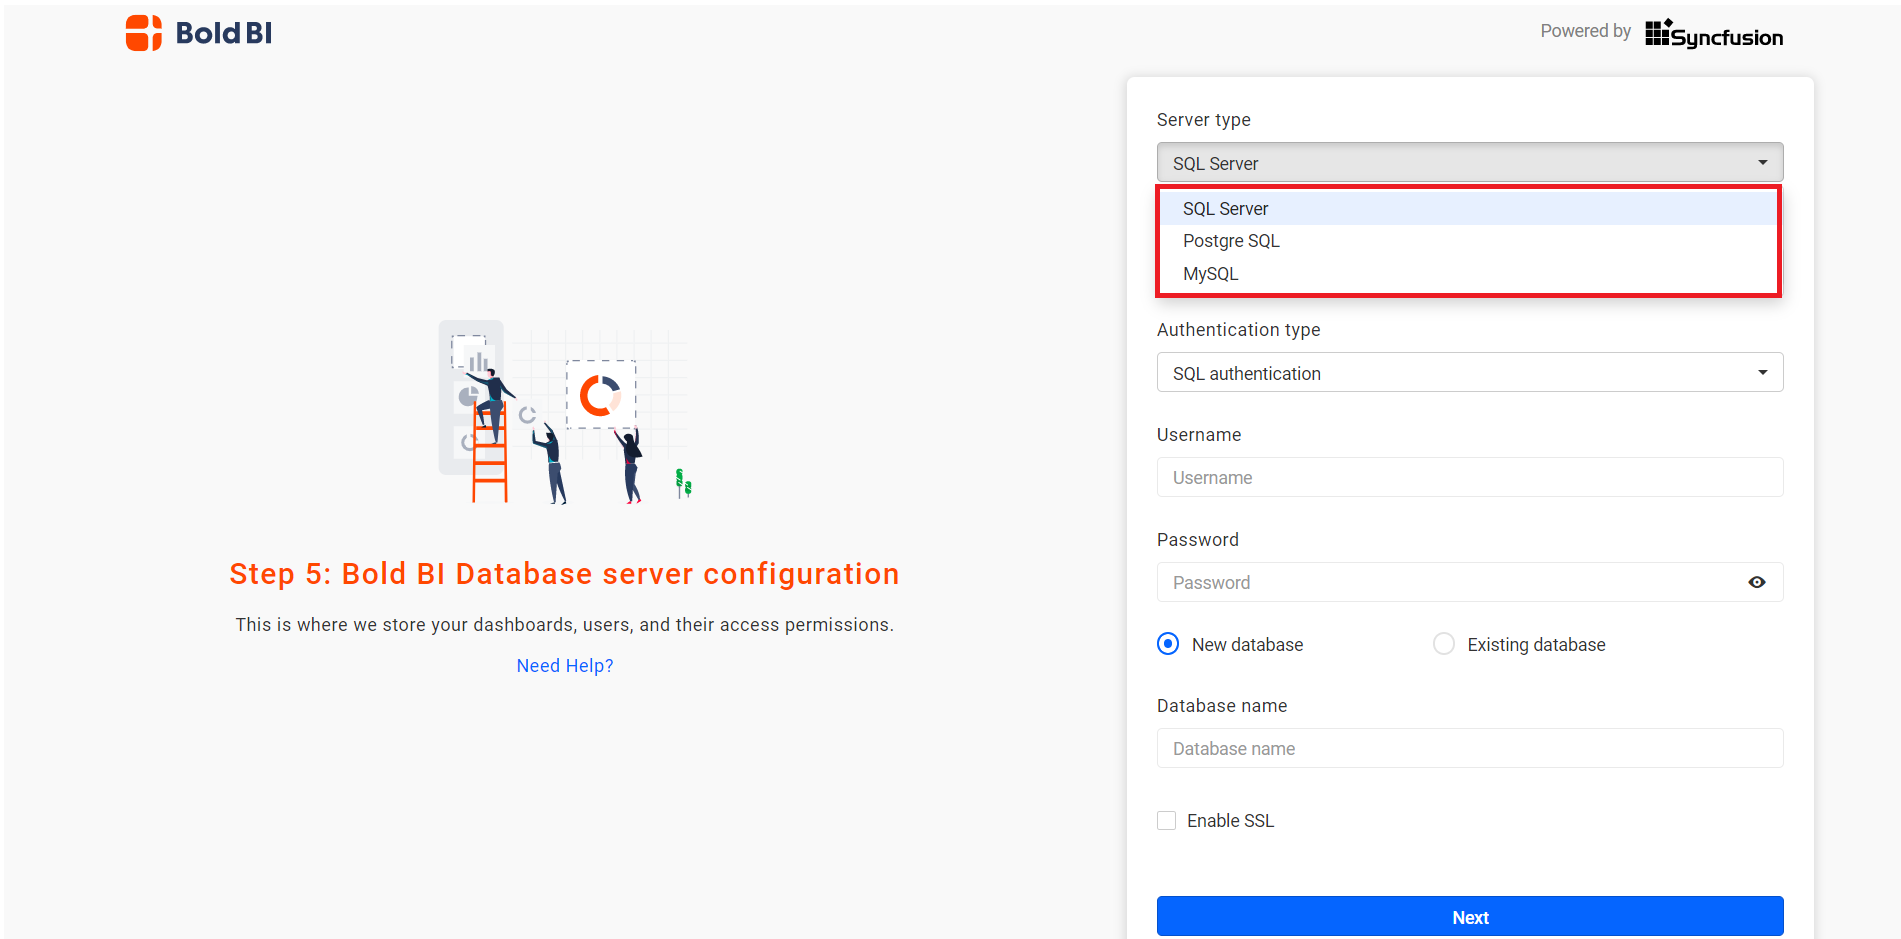 Bold BI
Powered by Syncfusion
Server type
SQL Server
SQL Server
Postgre SQL
MySQL
Authentication type
SQL authentication
Username
Username
Password
Password
New database
Existing database
Database name
Database name
Enable SSL
Next
Step 5: Bold BI Database server configuration
This is where we store your dashboards, users, and their access permissions.
Need Help?